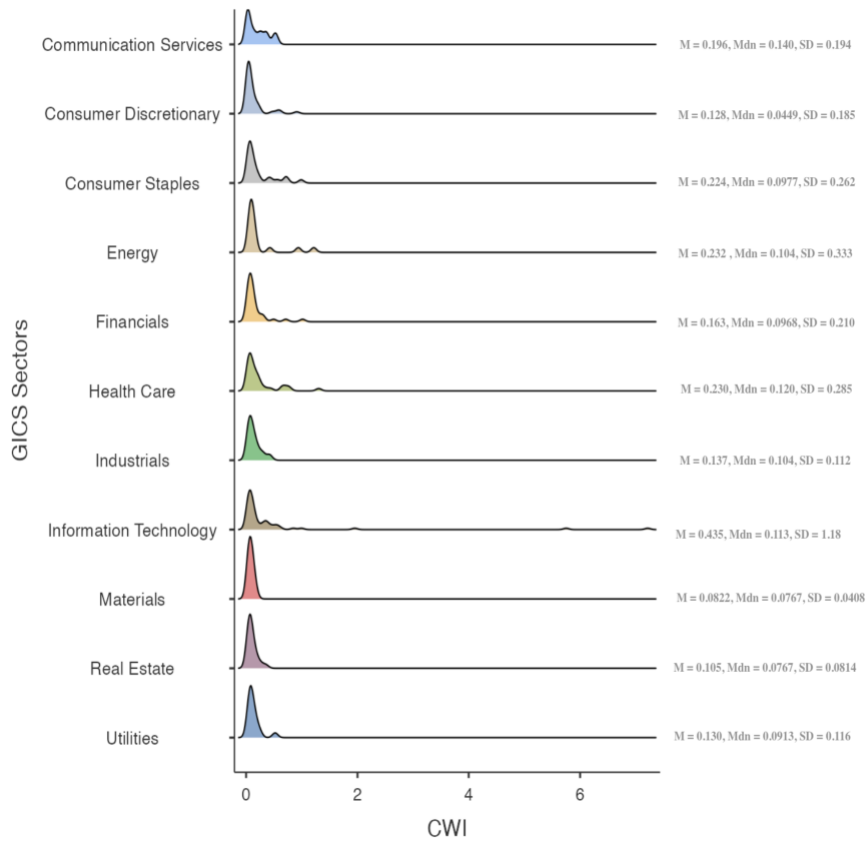 Communication Services M = 0.196, Mdn = 0.140, SD = 0.194
Consumer Discretionary M = 0.128, Mdn = 0.0449, SD = 0.185
Consumer Staples M = 0.224, Mdn = 0.0977, SD = 0.262
Energy M = 0.232 , Mdn = 0.104, SD = 0.333
Financials M = 0.163, Mdn = 0.0968, SD = 0.210
Health Care M = 0.230, Mdn = 0.120, SD = 0.285
Industrials M = 0.137, Mdn = 0.104, SD = 0.112
Information Technology M = 0.435, Mdn = 0.113, SD = 1.18
Materials M = 0.0822, Mdn = 0.0767, SD = 0.0408
Real Estate M = 0.105, Mdn = 0.0767, SD = 0.0814
Utilities M = 0.130, Mdn = 0.0913, SD = 0.116
GICS Sectors
0 2 4 6
CWI